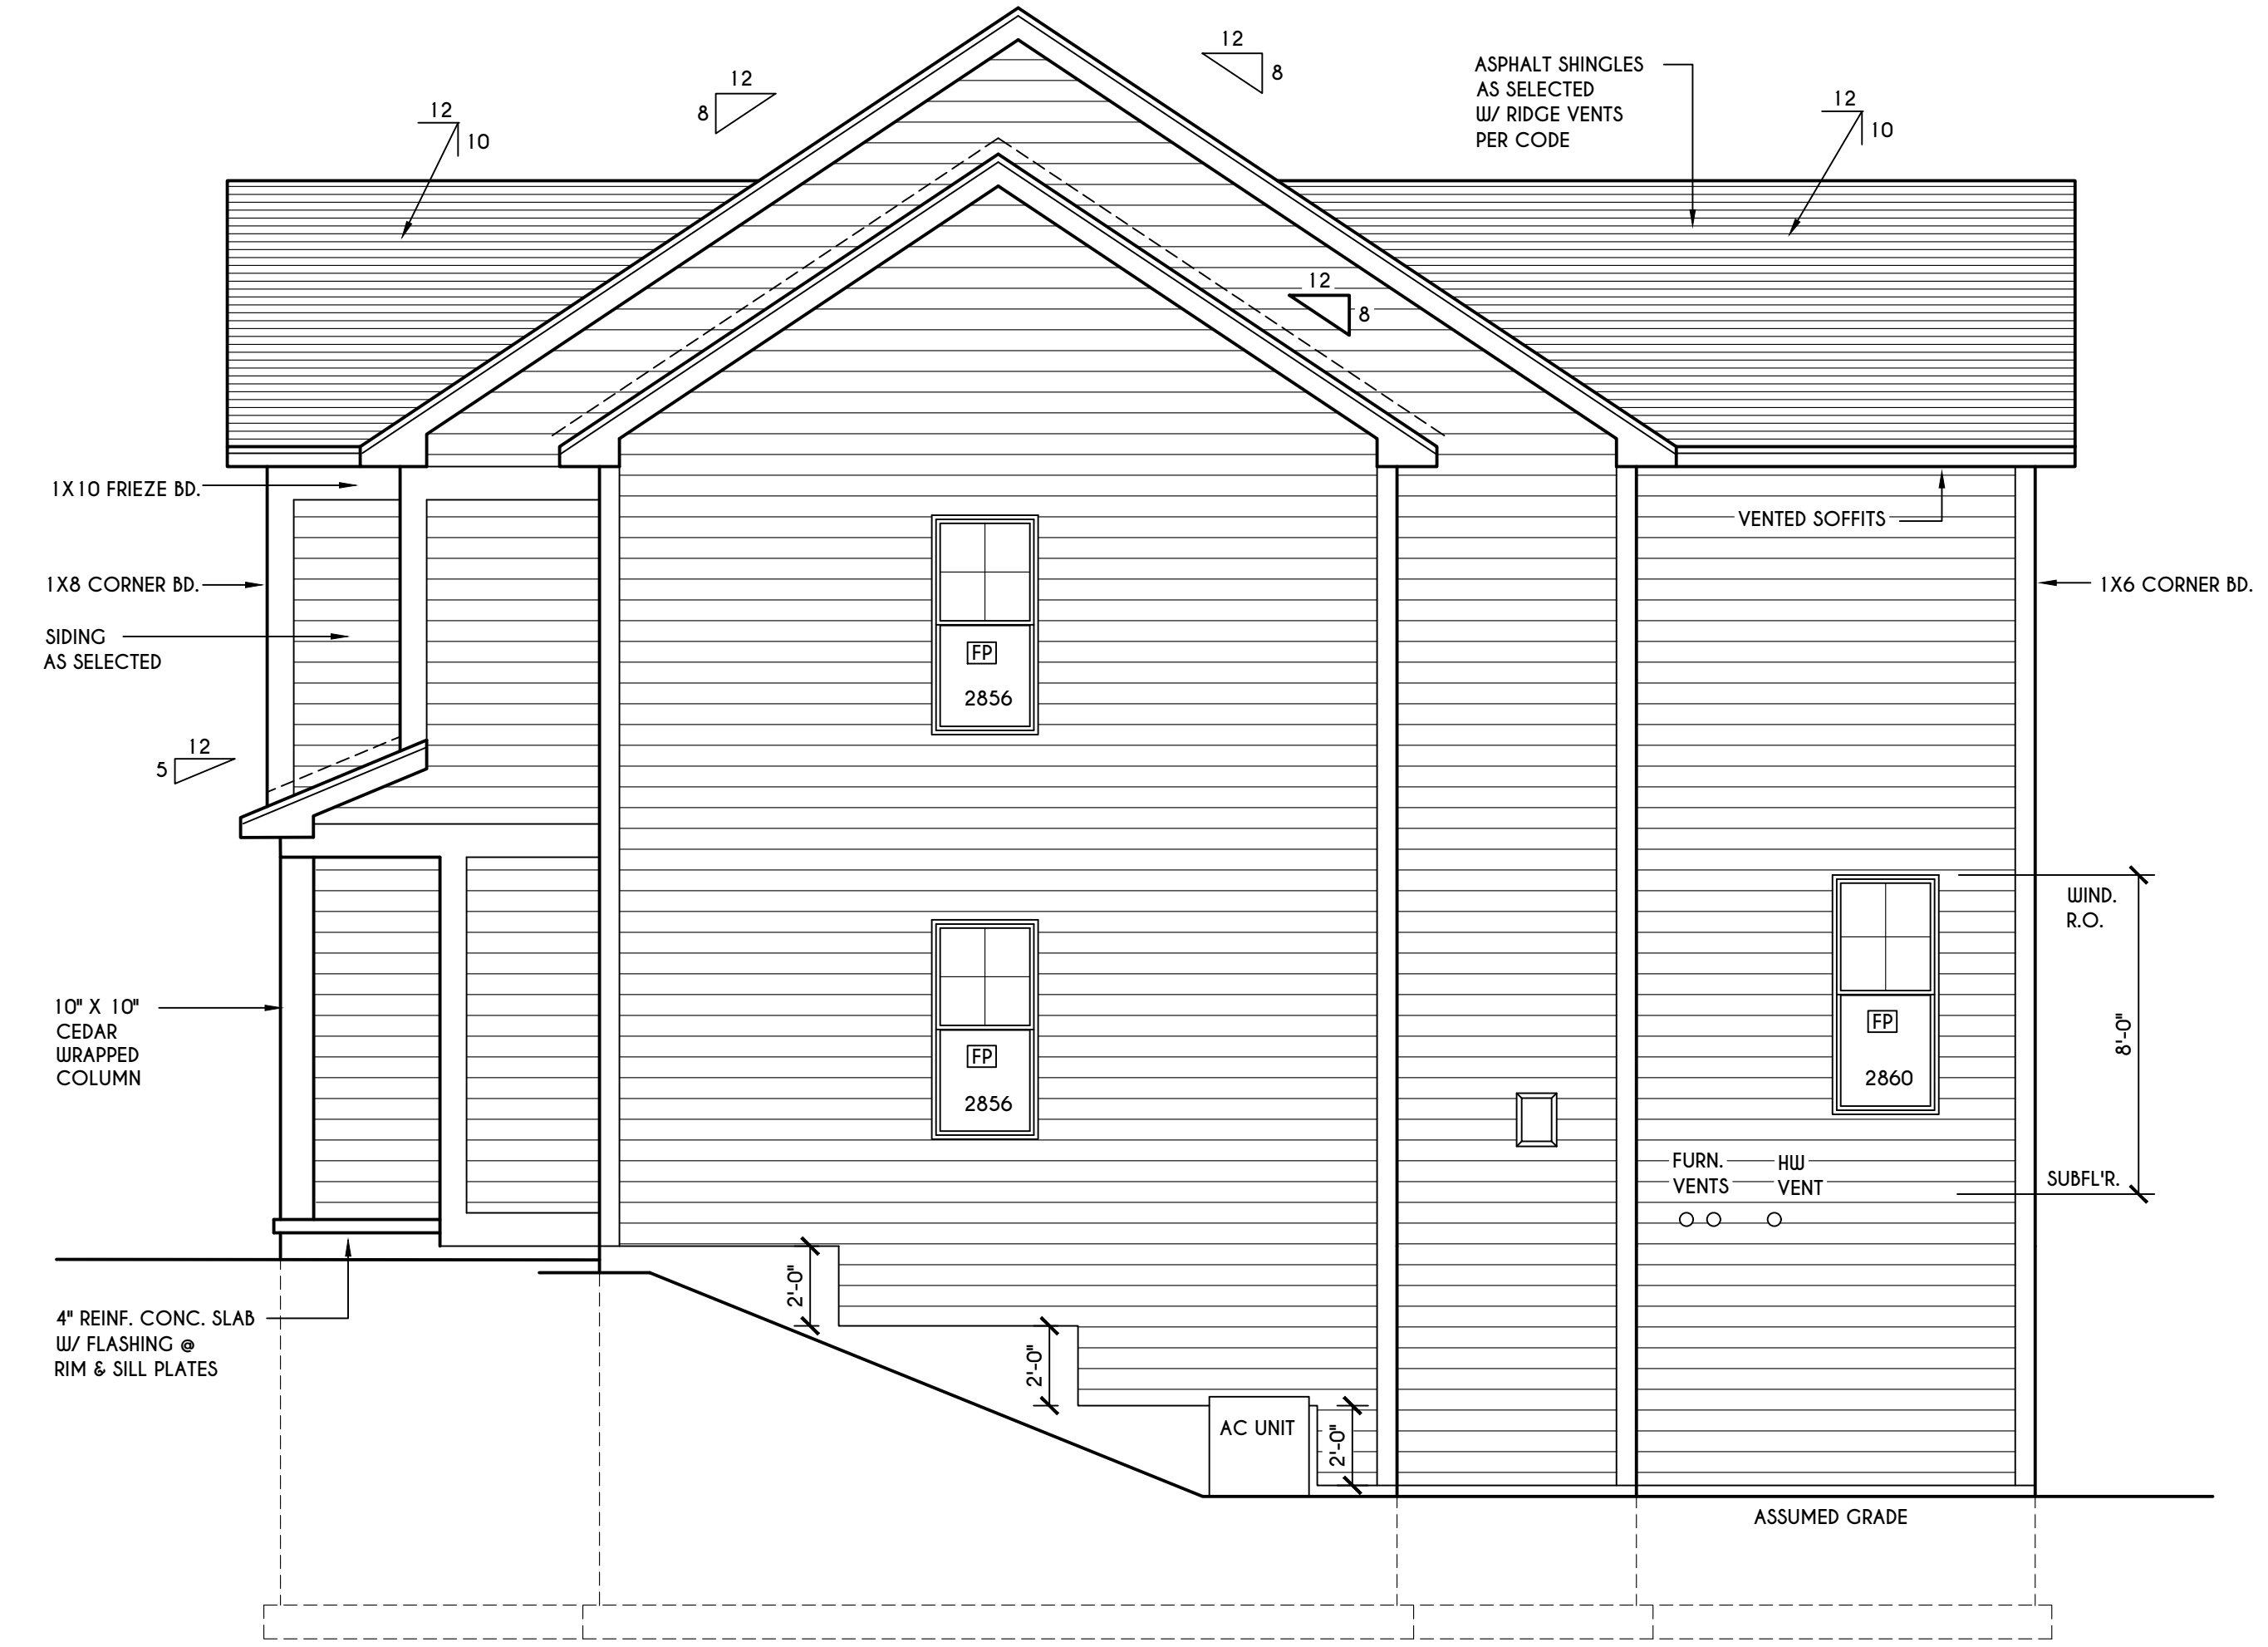 12
8
12
8
ASPHALT SHINGLES
AS SELECTED
W/ RIDGE VENTS
PER CODE
12
10
12
10
12
8
1X10 FRIEZE BD.
VENTED SOFFITS
1X8 CORNER BD.
1X6 CORNER BD.
SIDING
AS SELECTED
FP
2856
12
5
WIND.
R.O.
10" X 10"
CEDAR
WRAPPED
COLUMN
FP
2856
FP
2860
8'-0"
FURN.
VENTS
HW
VENT
SUBFL'R.
2'-0"
4" REINF. CONC. SLAB
W/ FLASHING @
RIM & SILL PLATES
2'-0"
AC UNIT
2'-0"
ASSUMED GRADE